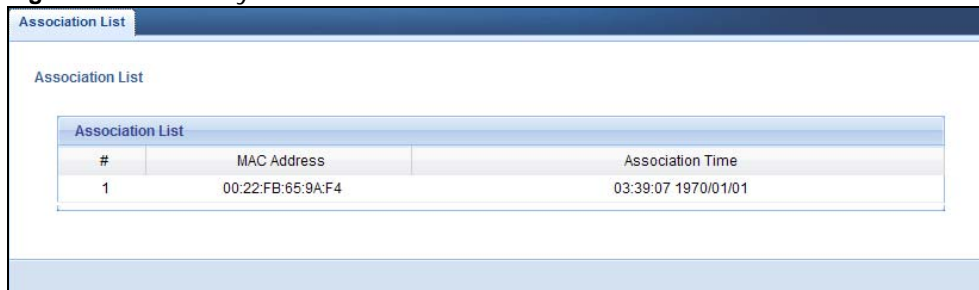 Association List
Association List
Association List
# MAC Address Association Time
1 00:22:FB:65:9A:F4 03:39:07 1970/01/01